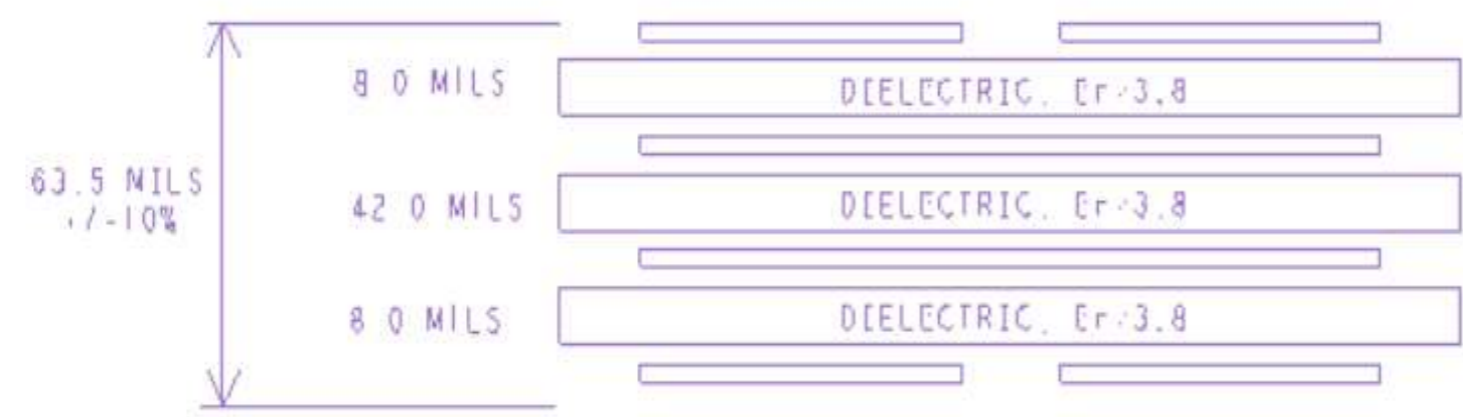 8.0 MILS
DIELECTRIC. Er=3.8
63.5 MILS
+/-10%
42.0 MILS
DIELECTRIC. Er=3.8
8.0 MILS
DIELECTRIC. Er=3.8